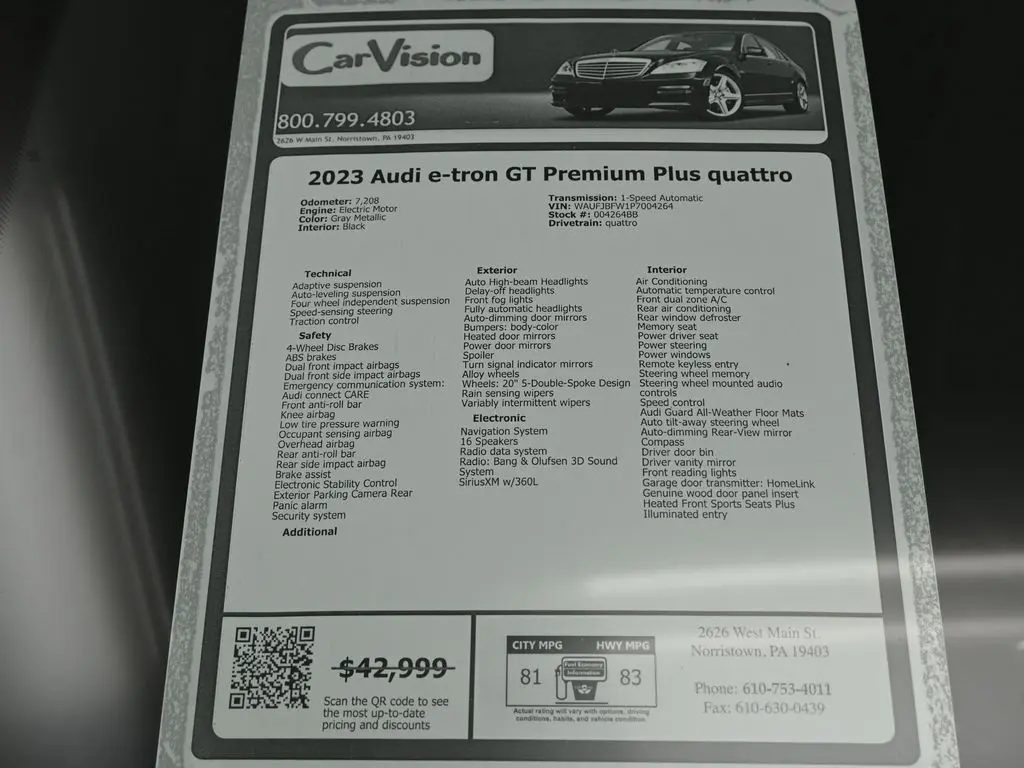 CarVision
800.799.4803
2626 W Main St, Norristown, PA 19403
2023 Audi e-tron GT Premium Plus quattro
Odometer: 7,208
Engine: Electric Motor
Color: Gray Metallic
Interior: Black
Transmission: 1-Speed Automatic
VIN: WAUFJBFW1P7004264
Stock #: 004264BB
Drivetrain: quattro
Technical
Adaptive suspension
Auto-leveling suspension
Four wheel independent suspension
Speed-sensing steering
Traction control
Safety
4-Wheel Disc Brakes
ABS brakes
Dual front impact airbags
Dual front side impact airbags
Emergency communication system:
Audi connect CARE
Front anti-roll bar
Knee airbag
Low tire pressure warning
Occupant sensing airbag
Overhead airbag
Rear anti-roll bar
Rear side impact airbag
Brake assist
Electronic Stability Control
Exterior Parking Camera Rear
Panic alarm
Security system
Additional
Exterior
Auto High-beam Headlights
Delay-off headlights
Front fog lights
Fully automatic headlights
Auto-dimming door mirrors
Bumpers: body-color
Heated door mirrors
Power door mirrors
Spoiler
Turn signal indicator mirrors
Alloy wheels
Wheels: 20" 5-Double-Spoke Design
Rain sensing wipers
Variably intermittent wipers
Electronic
Navigation System
16 Speakers
Radio data system
Radio: Bang & Olufsen 3D Sound
System
SiriusXM w/360L
Interior
Air Conditioning
Automatic temperature control
Front dual zone A/C
Rear air conditioning
Rear window defroster
Memory seat
Power driver seat
Power steering
Power windows
Remote keyless entry
Steering wheel memory
Steering wheel mounted audio
controls
Speed control
Audi Guard All-Weather Floor Mats
Auto tilt-away steering wheel
Auto-dimming Rear-View mirror
Compass
Driver door bin
Driver vanity mirror
Front reading lights
Garage door transmitter: HomeLink
Genuine wood door panel insert
Heated Front Sports Seats Plus
Illuminated entry
$42,999
Scan the QR code to see
the most up-to-date
pricing and discounts
CITY MPG
HWY MPG
81
Fuel Economy
Information
83
Actual rating will vary with options, driving
conditions, habits, and vehicle condition.
2626 West Main St.
Norristown, PA 19403
Phone: 610-753-4011
Fax: 610-630-0439